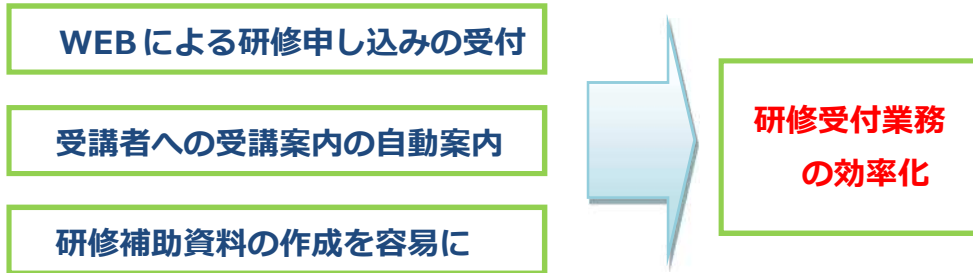 WEBによる研修申し込みの受付
受講者への受講案内の自動案内
研修補助資料の作成を容易に
研修受付業務
の効率化